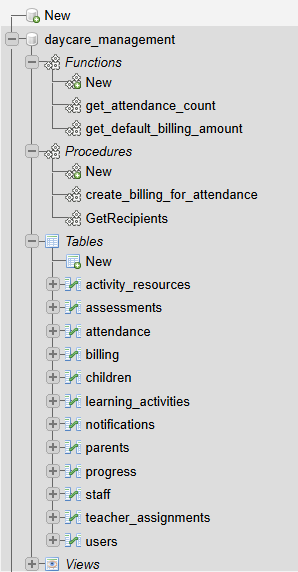 New
daycare_management
Functions
New
get_attendance_count
get_default_billing_amount
Procedures
New
create_billing_for_attendance
GetRecipients
Tables
New
activity_resources
assessments
attendance
billing
children
learning_activities
notifications
parents
progress
staff
teacher_assignments
users
Views